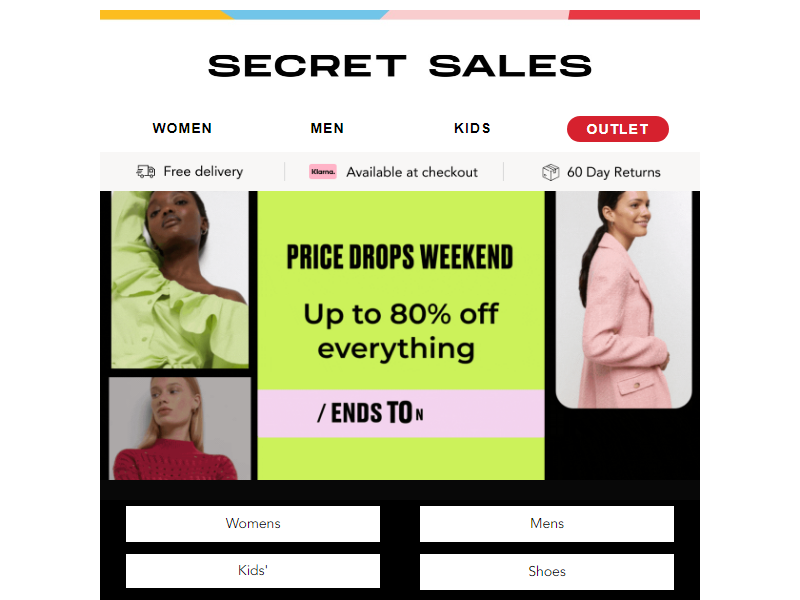 SECRET SALES
WOMEN MEN KIDS OUTLET
Free delivery Klarna. Available at checkout 60 Day Returns
PRICE DROPS WEEKEND
Up to 80% off
everything
/ ENDS TON
Womens Mens
Kids' Shoes